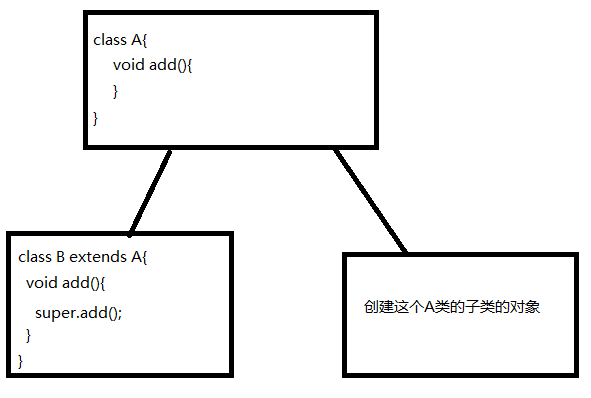 class A{
void add(){
}
}
class B extends A{
void add(){
super.add();
}
}
创建这个A类的子类的对象